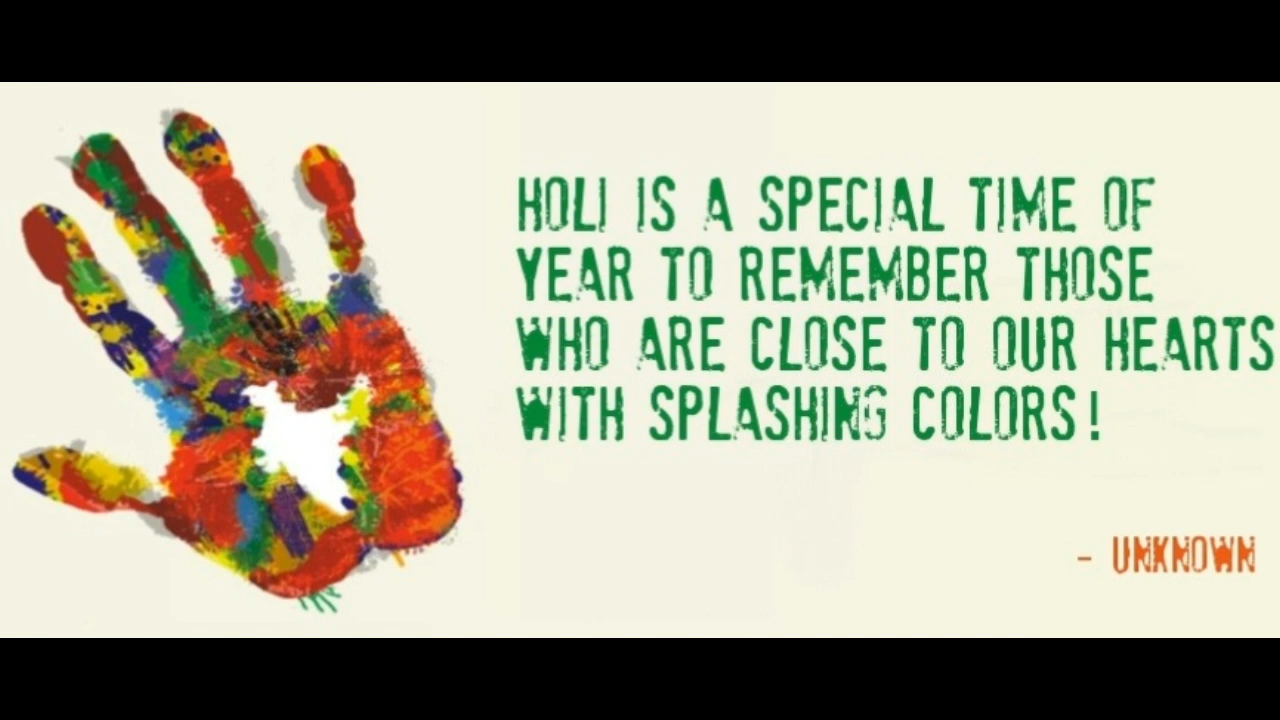 HOLI IS A SPECIAL TIME OF
YEAR TO REMEMBER THOSE
WHO ARE CLOSE TO OUR HEARTS
WITH SPLASHING COLORS!
- UNKNOWN